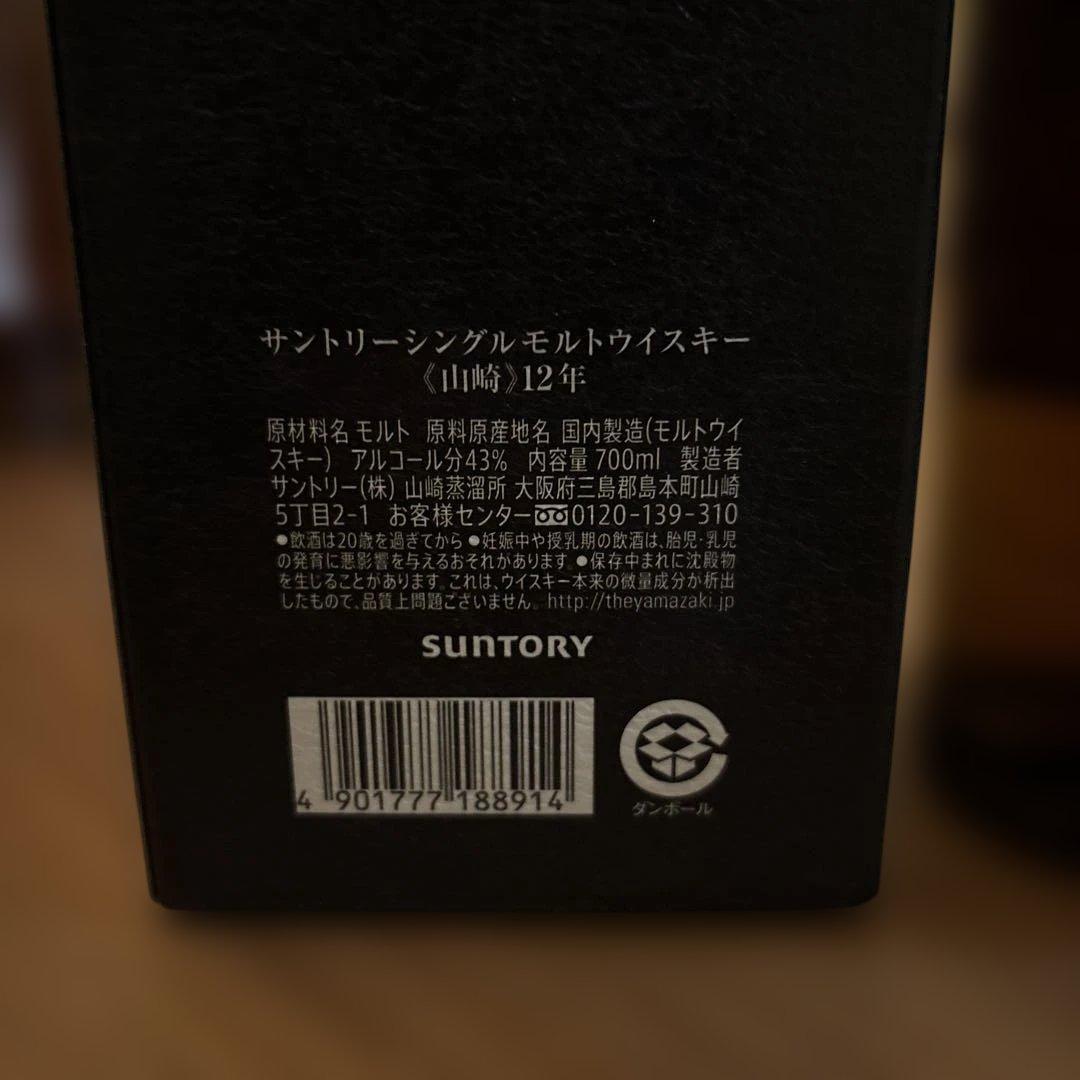 サントリーシングルモルトウイスキー
《山崎》12年
原材料名 モルト 原料原産地名 国内製造(モルトウイ
スキー) アルコール分43% 内容量 700ml 製造者
サントリー(株) 山崎蒸溜所 大阪府三島郡島本町山崎
5丁目2-1 お客様センター 0120-139-310
●飲酒は20歳を過ぎてから ●妊娠中や授乳期の飲酒は、胎児・乳児
の発育に悪影響を与えるおそれがあります。●保存中まれに沈殿物
を生じることがあります。これは、ウイスキー本来の微量成分が析出
したもので、品質上問題ございません。http://theyamazaki.jp
SUNTORY
4 901777 188914
ダンボール